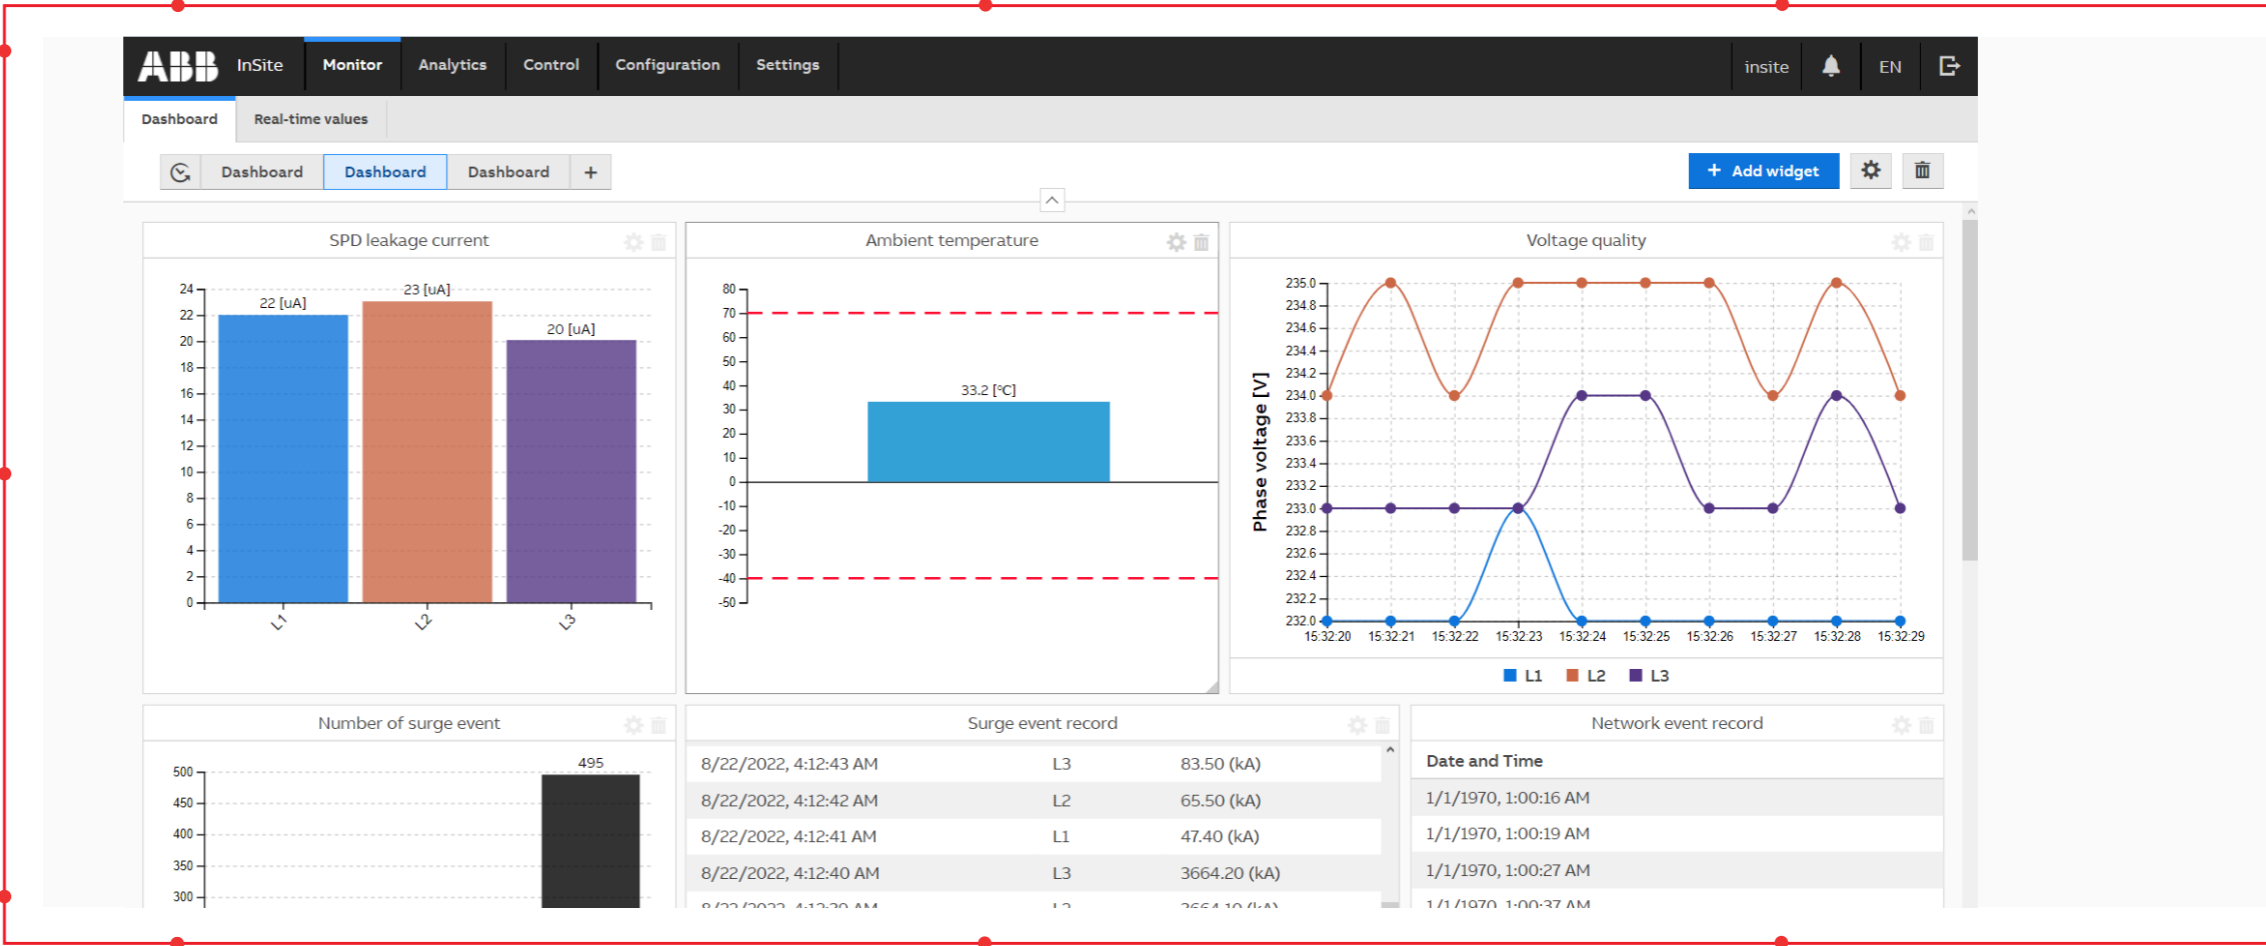 ABB InSite Monitor Analytics Control Configuration Settings insite EN
Dashboard Real-time values
Dashboard Dashboard Dashboard + + Add widget
SPD leakage current
24
22
20
18
16
14
12
10
8
6
4
2
0
22 [uA]
23 [uA]
20 [uA]
L1 L2 L3
Ambient temperature
80
70
60
50
40
30
20
10
0
-10
-20
-30
-40
-50
33.2 [°C]
Voltage quality
Phase voltage [V]
235.0
234.8
234.6
234.4
234.2
234.0
233.8
233.6
233.4
233.2
233.0
232.8
232.6
232.4
232.2
232.0
15:32:20 15:32:21 15:32:22 15:32:23 15:32:24 15:32:25 15:32:26 15:32:27 15:32:28 15:32:29
L1 L2 L3
Number of surge event
500
450
400
350
300
495
Surge event record
8/22/2022, 4:12:43 AM L3 83.50 (kA)
8/22/2022, 4:12:42 AM L2 65.50 (kA)
8/22/2022, 4:12:41 AM L1 47.40 (kA)
8/22/2022, 4:12:40 AM L3 3664.20 (kA)
Network event record
Date and Time
1/1/1970, 1:00:16 AM
1/1/1970, 1:00:19 AM
1/1/1970, 1:00:27 AM
1/1/1970, 1:00:37 AM